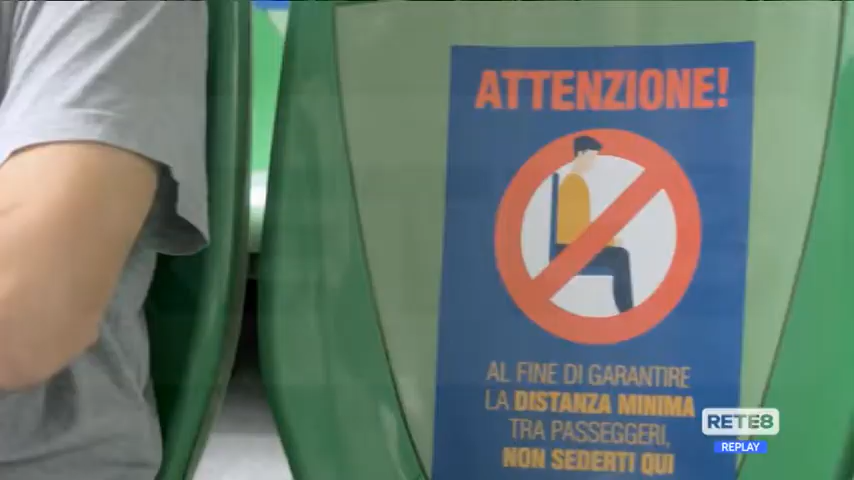 ATTENZIONE!
AL FINE DI GARANTIRE
LA DISTANZA MINIMA
TRA PASSEGGERI,
NON SEDERTI QUI
RETE8
REPLAY